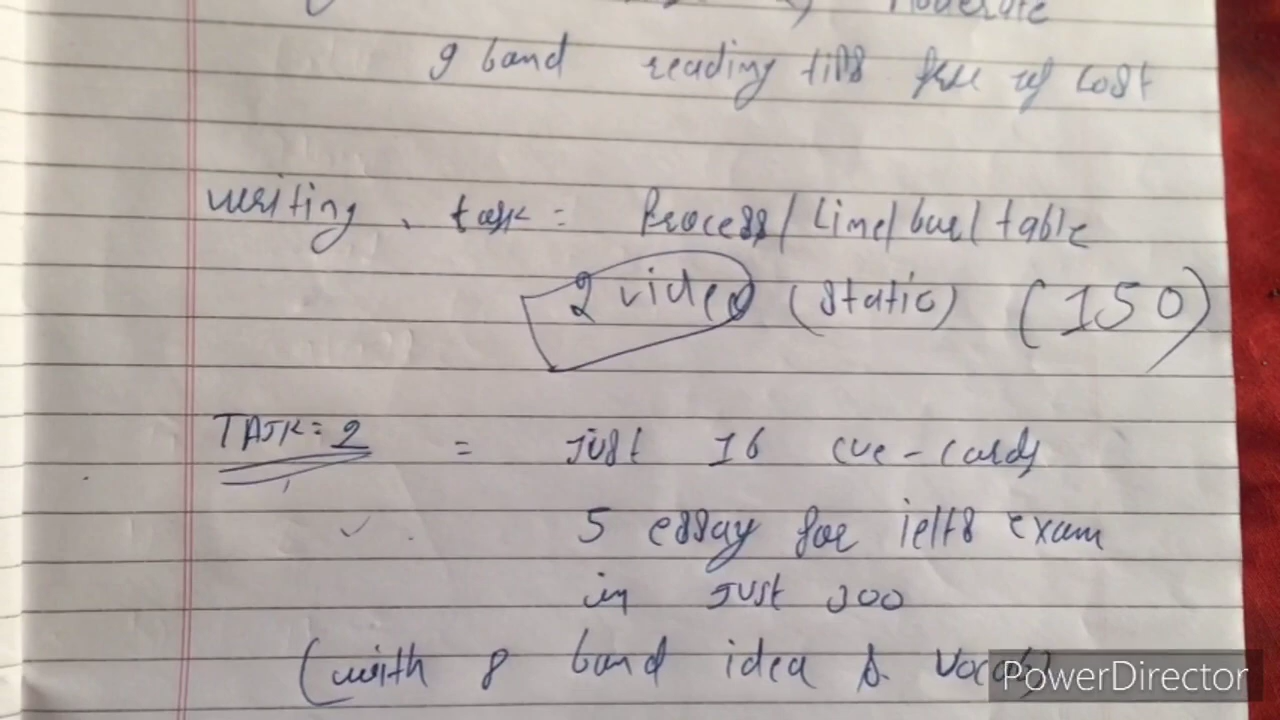 Moderate
9 band reading tips free of cost
writing, task = Process/Line/bar/table
2 video (static) (150)
TASK=2 = Just 16 cue-cards
5 essay for ielts exam
in Just 300
(with 8 band idea & vocab)
PowerDirector